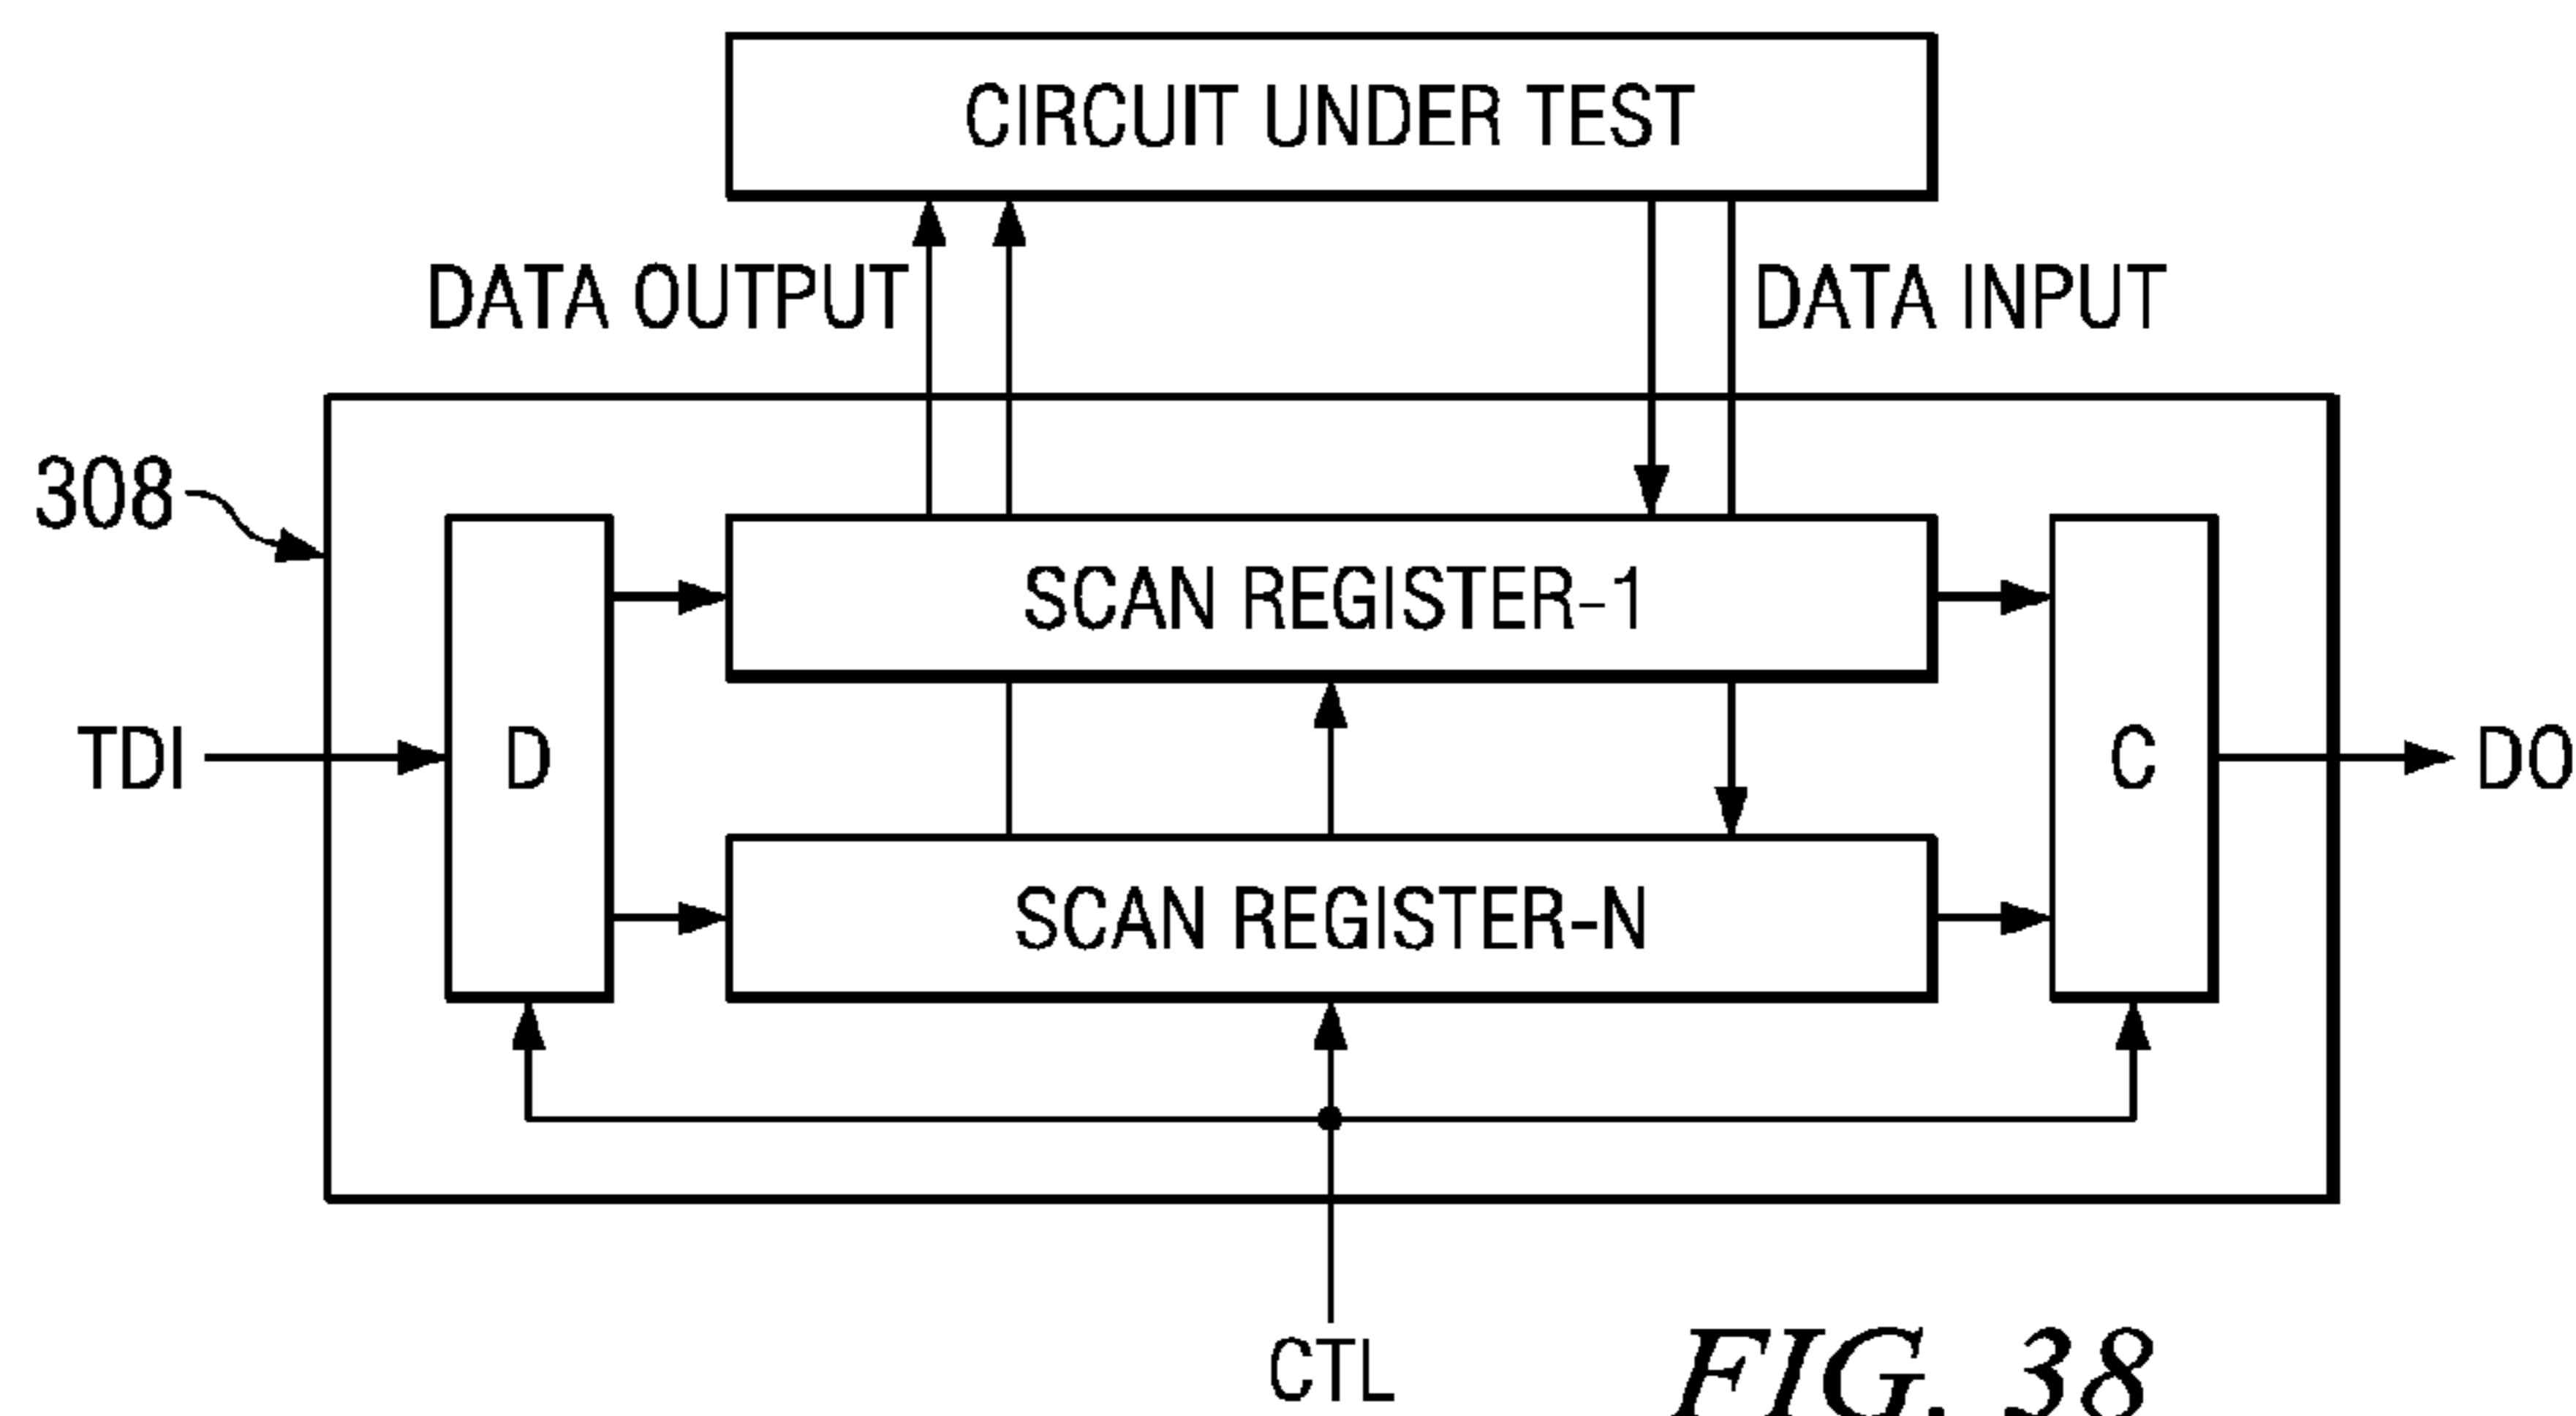 CIRCUIT UNDER TEST
DATA OUTPUT
DATA INPUT
308
SCAN REGISTER-1
TDI
D
C
DO
SCAN REGISTER-N
CTL
FIG. 38